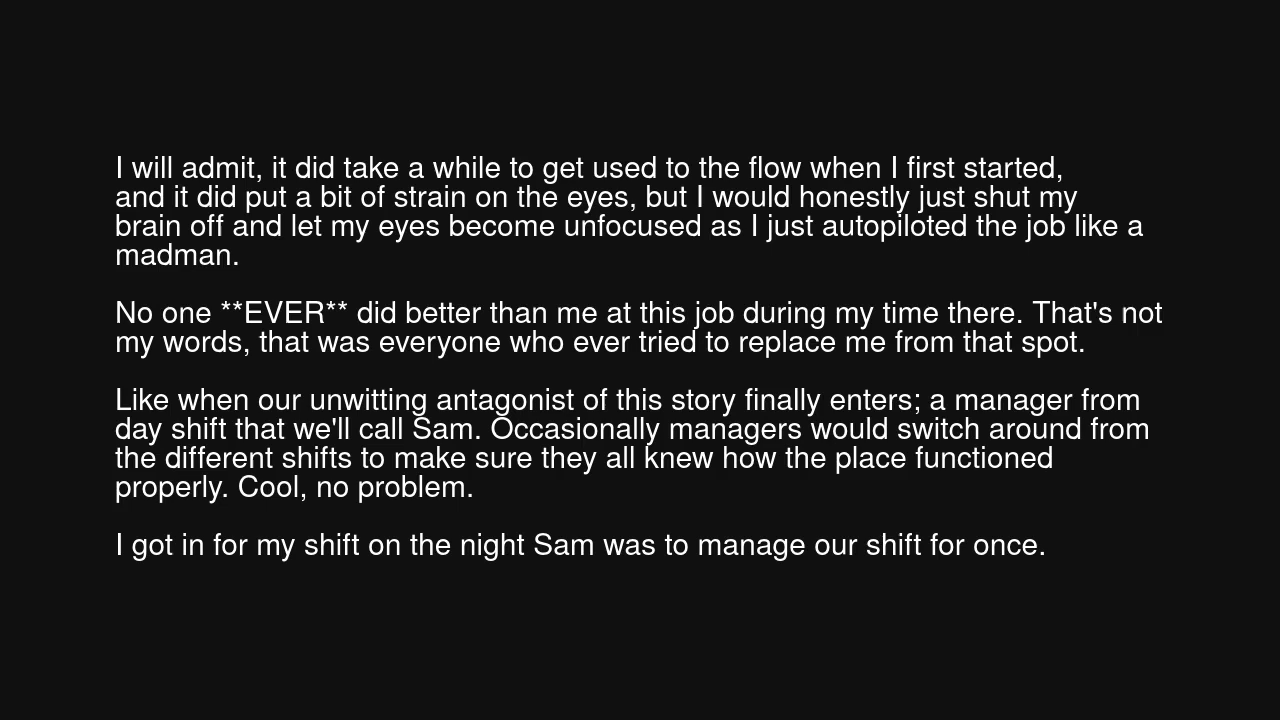 I will admit, it did take a while to get used to the flow when I first started,
and it did put a bit of strain on the eyes, but I would honestly just shut my
brain off and let my eyes become unfocused as I just autopiloted the job like a
madman.
No one **EVER** did better than me at this job during my time there. That's not
my words, that was everyone who ever tried to replace me from that spot.
Like when our unwitting antagonist of this story finally enters; a manager from
day shift that we'll call Sam. Occasionally managers would switch around from
the different shifts to make sure they all knew how the place functioned
properly. Cool, no problem.
I got in for my shift on the night Sam was to manage our shift for once.